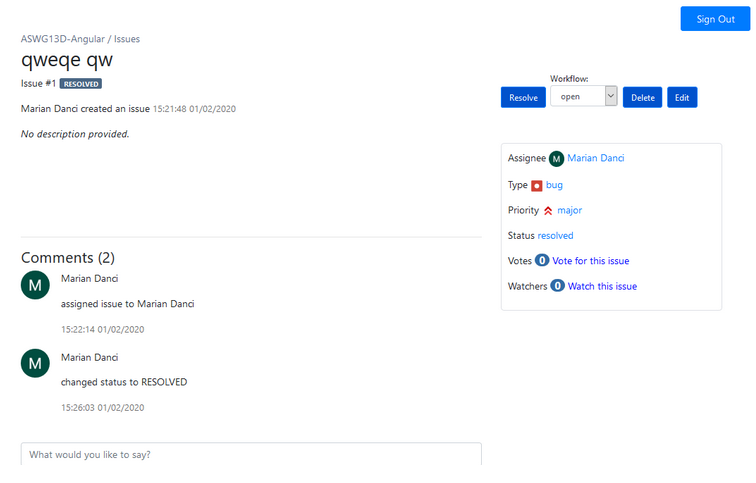 Sign Out
ASWG13D-Angular / Issues
qweqe qw
Issue #1 RESOLVED
Marian Danci created an issue 15:21:48 01/02/2020
No description provided.
Workflow:
Resolve open Delete Edit
Assignee M Marian Danci
Type bug
Priority major
Status resolved
Votes 0 Vote for this issue
Watchers 0 Watch this issue
Comments (2)
M Marian Danci
assigned issue to Marian Danci
15:22:14 01/02/2020
M Marian Danci
changed status to RESOLVED
15:26:03 01/02/2020
What would you like to say?